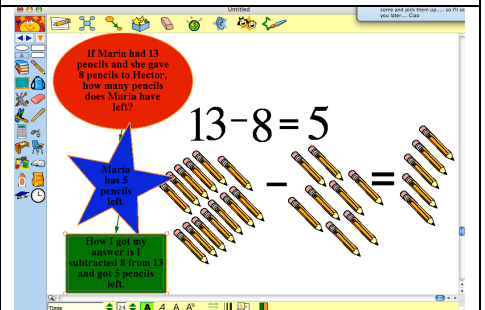 Untitled
come and pick them up..... so I'll se
you later.... Ciao
If Maria had 13
pencils and she gave
8 pencils to Hector,
how many pencils
does Maria have
left?
13-8=5
Maria
has 5
pencils
left.
- =
How I got my
answer is I
subtracted 8 from 13
and got 5 pencils
left.
Times
24
A A A A